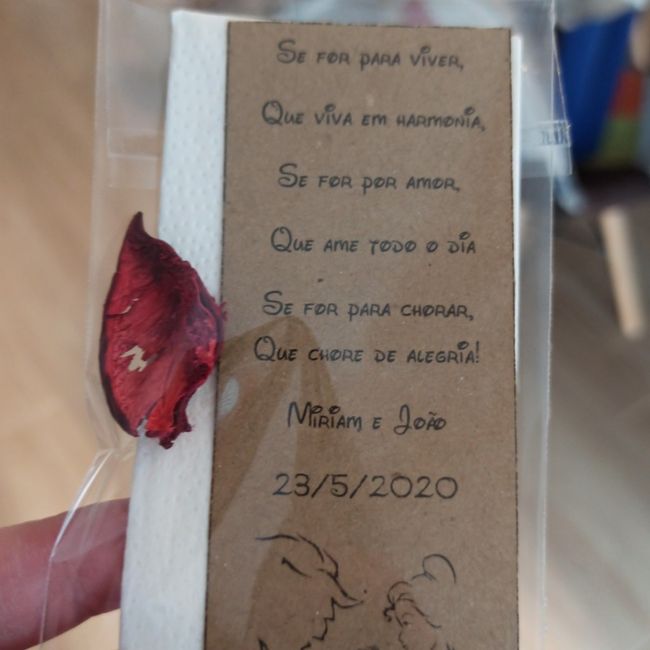 Se for para viver,
Que viva em harmonia,
Se for por amor,
Que ame todo o dia
Se for para chorar,
Que chore de alegria!
Miriam e João
23/5/2020